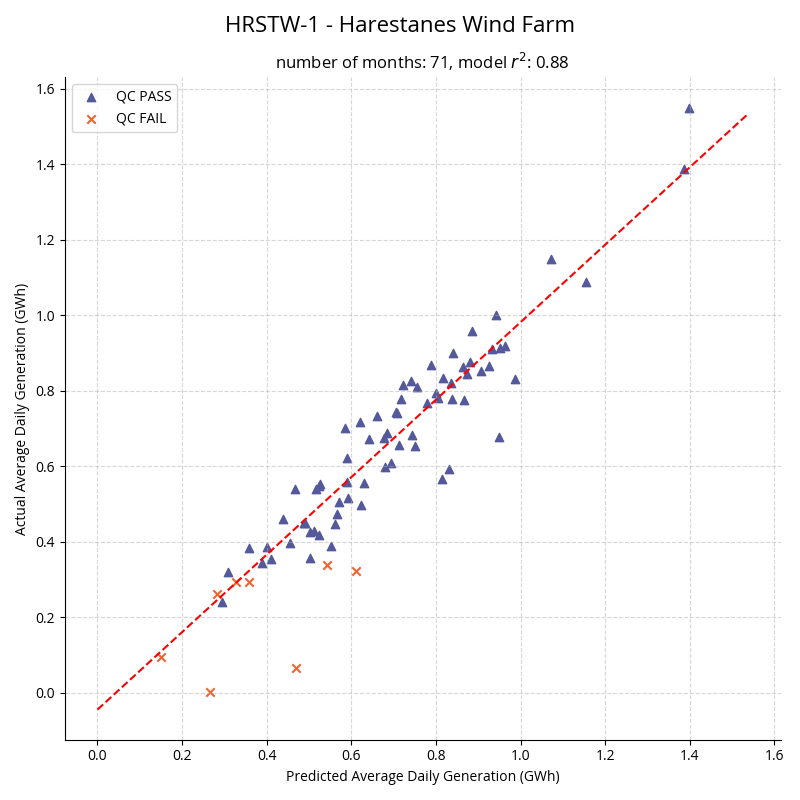 HRSTW-1 - Harestanes Wind Farm
number of months: 71, model r²: 0.88
QC PASS
QC FAIL
Actual Average Daily Generation (GWh)
1.6
1.4
1.2
1.0
0.8
0.6
0.4
0.2
0.0
0.0 0.2 0.4 0.6 0.8 1.0 1.2 1.4 1.6
Predicted Average Daily Generation (GWh)